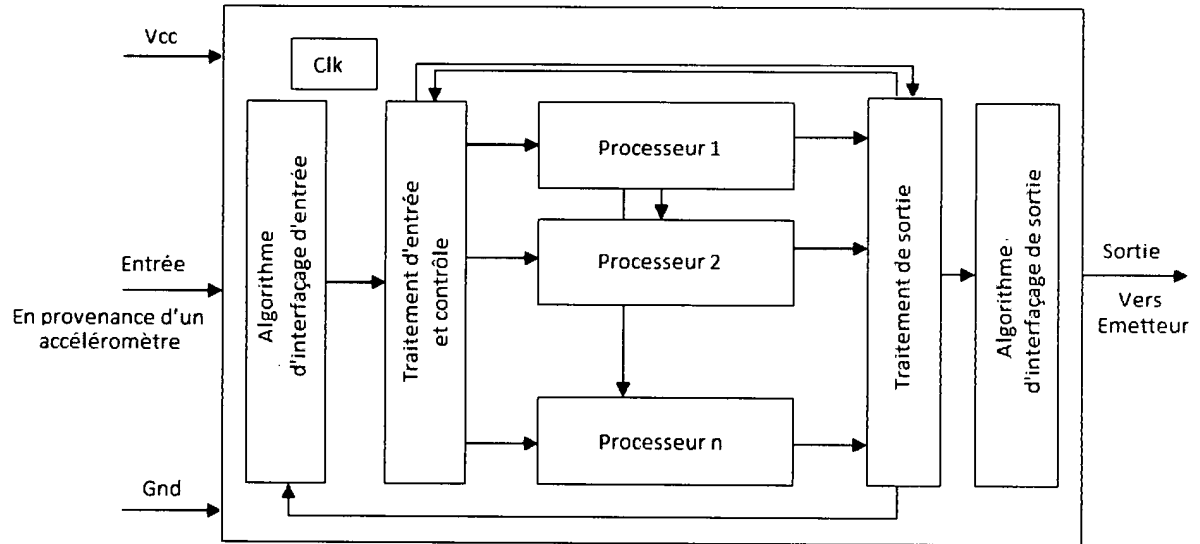 Vcc
Clk
Entrée
En provenance d'un
accéléromètre
Gnd
Algorithme
d'interfaçage d'entrée
Traitement d'entrée
et contrôle
Processeur 1
Processeur 2
Processeur n
Traitement de sortie
Algorithme
d'interfaçage de sortie
Sortie
Vers
Emetteur